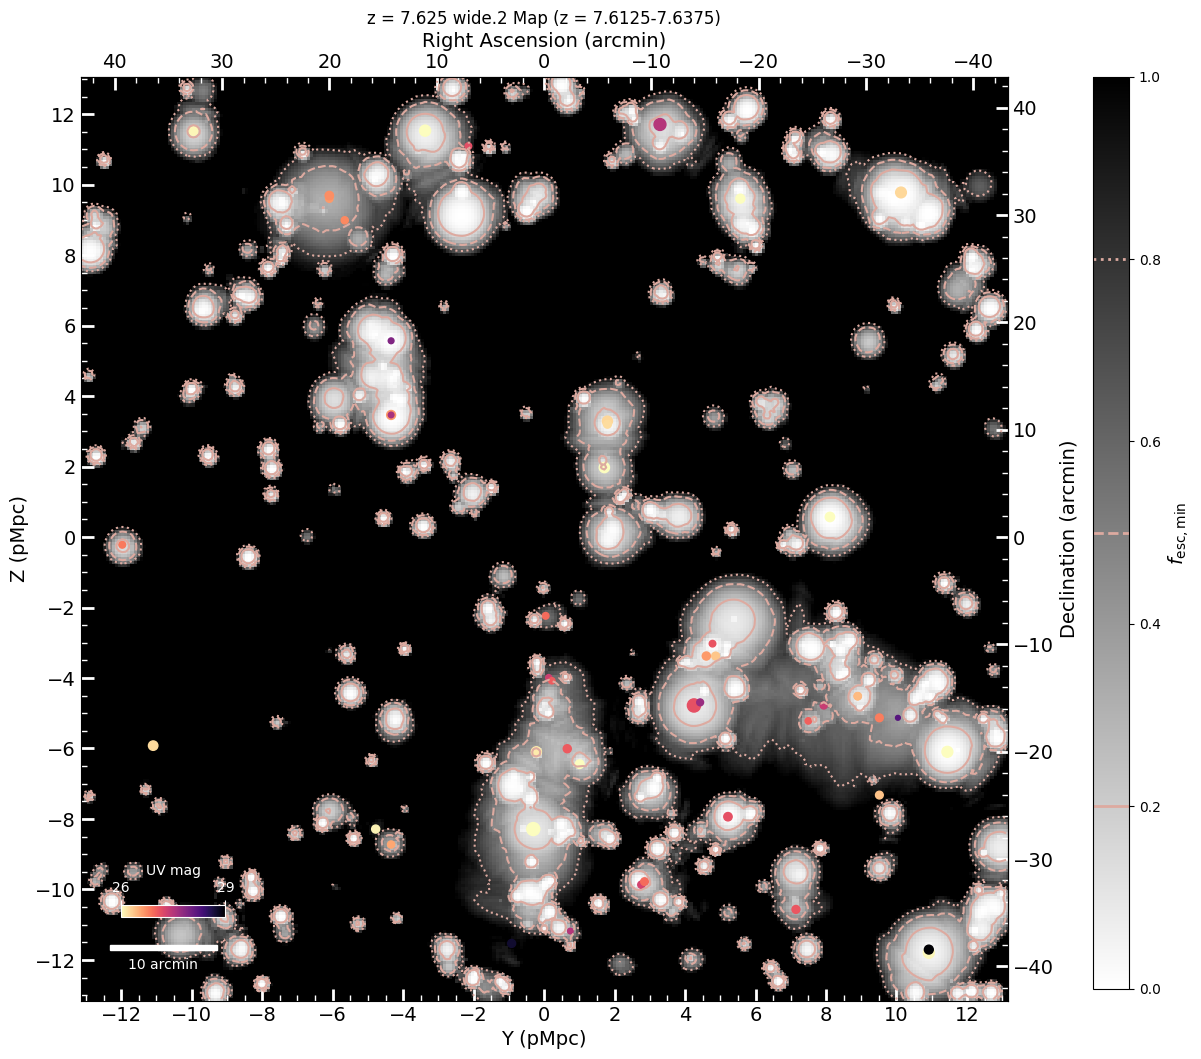 z = 7.625 wide.2 Map (z = 7.6125-7.6375)
Right Ascension (arcmin)
40 30 20 10 0 −10 −20 −30 −40
12
10
8
6
4
2
0
−2
−4
−6
−8
−10
−12
Z (pMpc)
UV mag
26 29
10 arcmin
−12 −10 −8 −6 −4 −2 0 2 4 6 8 10 12
Y (pMpc)
40
30
20
10
0
−10
−20
−30
−40
Declination (arcmin)
1.0
0.8
0.6
0.4
0.2
0.0
fesc, min